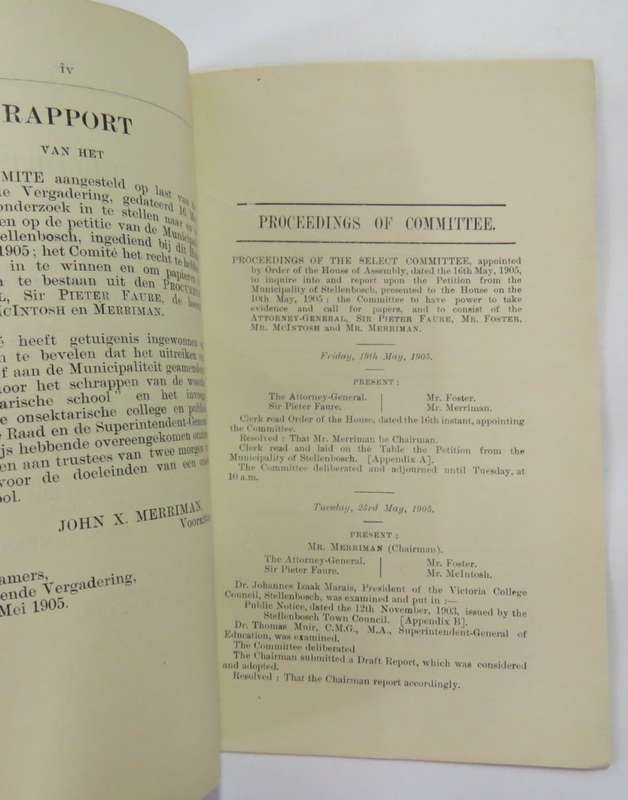 iv
RAPPORT
VAN HET
MITE aangesteld op last van
e Vergadering, gedateerd 16
onderzoek in te stellen naar
en op de petitie van de
ellenbosch, ingediend bij dit
1905; het Comité het recht te
in te winnen en om papieren
te bestaan uit den
L, SIR PIETER FAURE, de
McINTOSH en MERRIMAN.
heeft getuigenis ingewonnen
n te bevelen dat het uitreiken
f aan de Municipaliteit
oor het schrappen van de
arische school" en het
e onsektarische college en
Raad en de Superintendent-
js hebbende overeengekomen
en aan trustees van twee morgen
voor de doeleinden van een
ool.
JOHN X. MERRIMAN,
amers,
ende Vergadering,
Mei 1905.
PROCEEDINGS OF COMMITTEE.
PROCEEDINGS OF THE SELECT COMMITTEE, appointed
by Order of the House of Assembly, dated the 16th May, 1905,
to inquire into and report upon the Petition from the
Municipality of Stellenbosch, presented to the House on the
10th May, 1905; the Committee to have power to take
evidence and call for papers, and to consist of the
ATTORNEY-GENERAL, SIR PIETER FAURE, MR. FOSTER,
MR. MCINTOSH and MR. MERRIMAN.
Friday, 19th May, 1905.
PRESENT:
The Attorney-General. Mr. Foster.
Sir Pieter Faure. Mr. Merriman.
Clerk read Order of the House, dated the 16th instant, appointing
the Committee.
Resolved: That Mr. Merriman be Chairman.
Clerk read and laid on the Table the Petition from the
Municipality of Stellenbosch. [Appendix A].
The Committee deliberated and adjourned until Tuesday, at
10 a.m.
Tuesday, 23rd May, 1905.
PRESENT:
MR. MERRIMAN (Chairman).
The Attorney-General. Mr. Foster.
Sir Pieter Faure. Mr. McIntosh.
Dr. Johannes Izaak Marais, President of the Victoria College
Council, Stellenbosch, was examined and put in :—
Public Notice, dated the 12th November, 1903, issued by the
Stellenbosch Town Council. [Appendix B].
Dr. Thomas Muir, C.M.G., M.A., Superintendent-General of
Education, was examined.
The Committee deliberated
The Chairman submitted a Draft Report, which was considered
and adopted.
Resolved: That the Chairman report accordingly.